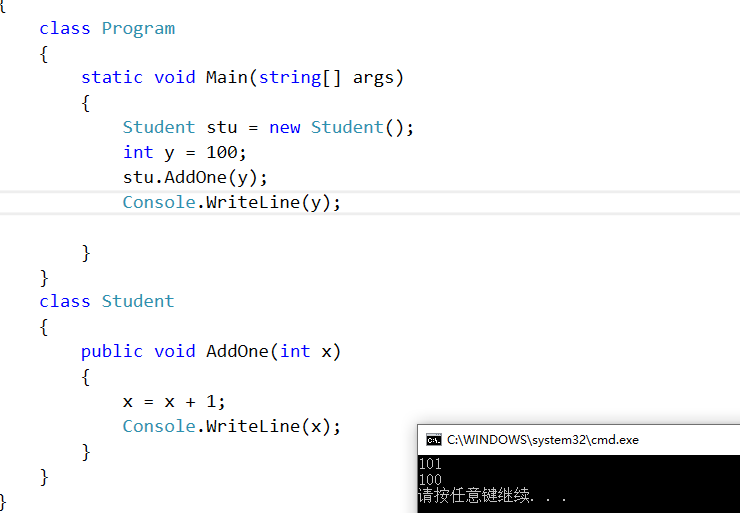 {
class Program
{
static void Main(string[] args)
{
Student stu = new Student();
int y = 100;
stu.AddOne(y);
Console.WriteLine(y);
}
}
class Student
{
public void AddOne(int x)
{
x = x + 1;
Console.WriteLine(x);
}
}
}
C:\WINDOWS\system32\cmd.exe
101
100
请按任意键继续. . .